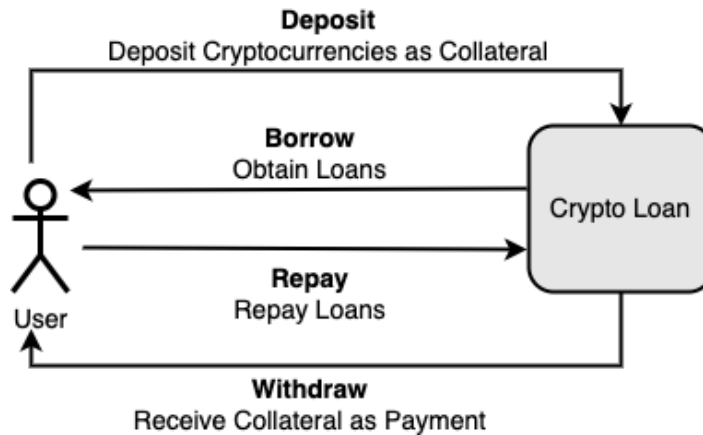 Deposit
Deposit Cryptocurrencies as Collateral
Borrow
Obtain Loans
Crypto Loan
Repay
Repay Loans
User
Withdraw
Receive Collateral as Payment